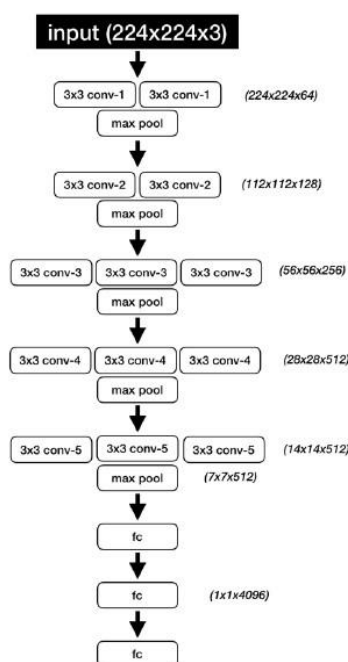 input (224x224x3)
3x3 conv-1 3x3 conv-1 (224x224x64)
max pool
3x3 conv-2 3x3 conv-2 (112x112x128)
max pool
3x3 conv-3 3x3 conv-3 3x3 conv-3 (56x56x256)
max pool
3x3 conv-4 3x3 conv-4 3x3 conv-4 (28x28x512)
max pool
3x3 conv-5 3x3 conv-5 3x3 conv-5 (14x14x512)
max pool (7x7x512)
fc
fc (1x1x4096)
fc